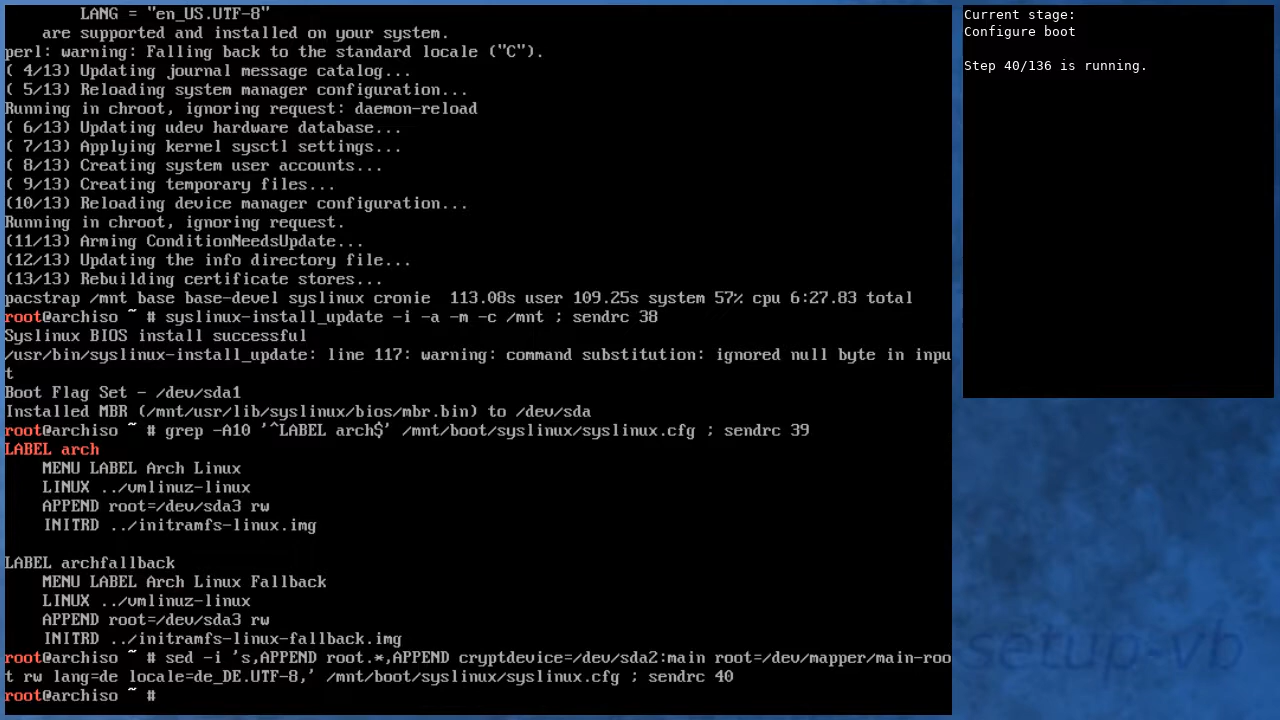 LANG = "en_US.UTF-8"
are supported and installed on your system.
perl: warning: Falling back to the standard locale ("C").
( 4/13) Updating journal message catalog...
( 5/13) Reloading system manager configuration...
Running in chroot, ignoring request: daemon-reload
( 6/13) Updating udev hardware database...
( 7/13) Applying kernel sysctl settings...
( 8/13) Creating system user accounts...
( 9/13) Creating temporary files...
(10/13) Reloading device manager configuration...
Running in chroot, ignoring request.
(11/13) Arming ConditionNeedsUpdate...
(12/13) Updating the info directory file...
(13/13) Rebuilding certificate stores...
pacstrap /mnt base base-devel syslinux cronie  113.08s user 109.25s system 57% cpu 6:27.83 total
root@archiso ~ # syslinux-install_update -i -a -m -c /mnt ; sendrc 38
Syslinux BIOS install successful
/usr/bin/syslinux-install_update: line 117: warning: command substitution: ignored null byte in inpu
t
Boot Flag Set - /dev/sda1
Installed MBR (/mnt/usr/lib/syslinux/bios/mbr.bin) to /dev/sda
root@archiso ~ # grep -A10 '^LABEL arch$' /mnt/boot/syslinux/syslinux.cfg ; sendrc 39
LABEL arch
MENU LABEL Arch Linux
LINUX ../vmlinuz-linux
APPEND root=/dev/sda3 rw
INITRD ../initramfs-linux.img
LABEL archfallback
MENU LABEL Arch Linux Fallback
LINUX ../vmlinuz-linux
APPEND root=/dev/sda3 rw
INITRD ../initramfs-linux-fallback.img
root@archiso ~ # sed -i 's,APPEND root.*,APPEND cryptdevice=/dev/sda2:main root=/dev/mapper/main-roo
t rw lang=de locale=de_DE.UTF-8,' /mnt/boot/syslinux/syslinux.cfg ; sendrc 40
root@archiso ~ #
Current stage:
Configure boot
Step 40/136 is running.
setup-vb